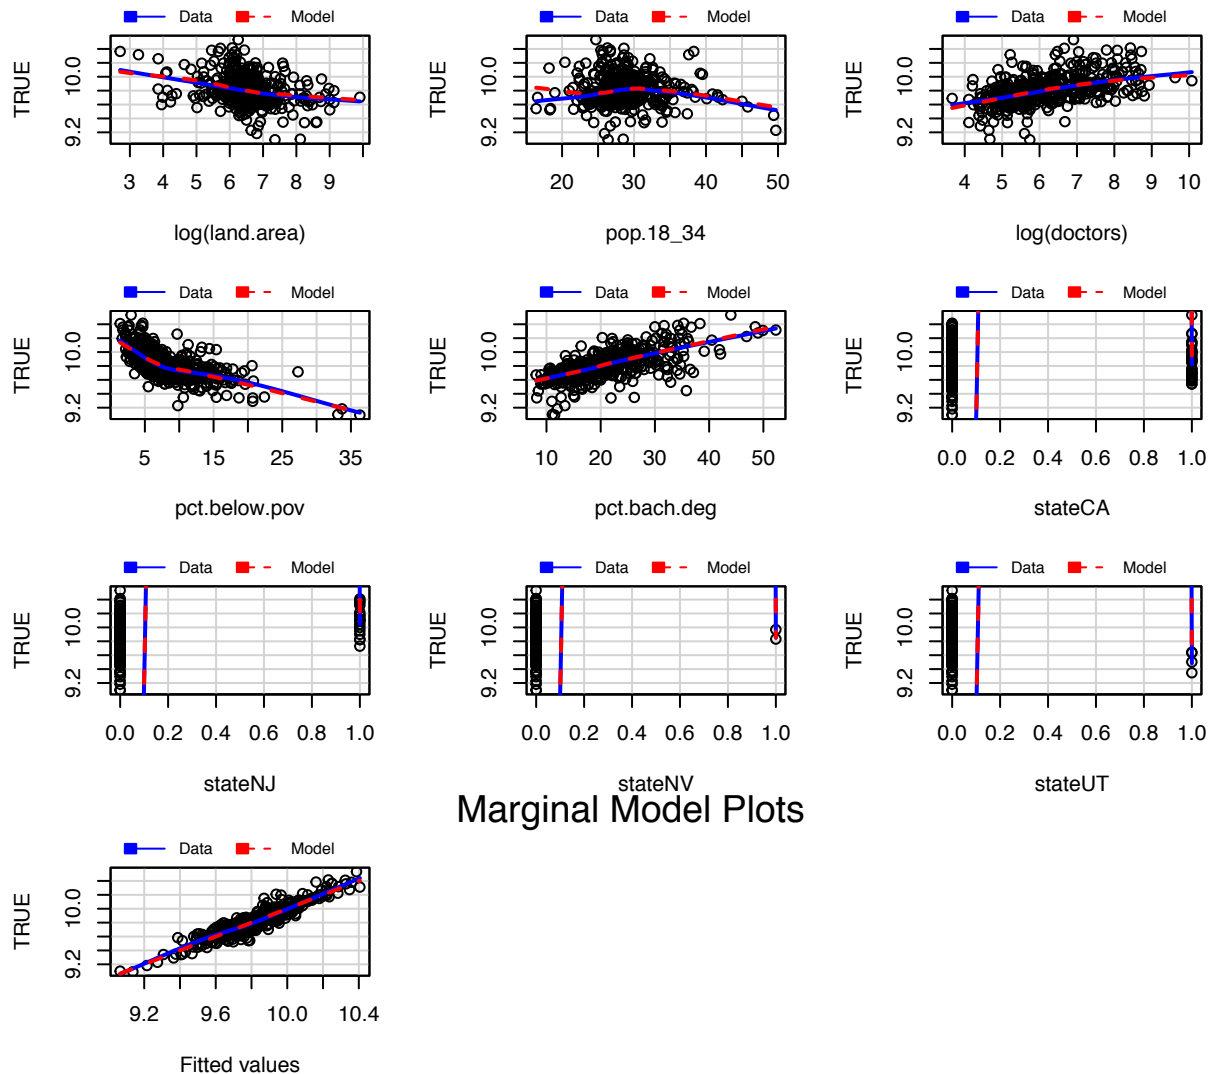 Data Model Data Model Data Model
TRUE 9.2 10.0 TRUE 9.2 10.0 TRUE 9.2 10.0
3 4 5 6 7 8 9 20 30 40 50 4 5 6 7 8 9 10
log(land.area) pop.18_34 log(doctors)
Data Model Data Model Data Model
TRUE 9.2 10.0 TRUE 9.2 10.0 TRUE 9.2 10.0
5 15 25 35 10 20 30 40 50 0.0 0.2 0.4 0.6 0.8 1.0
pct.below.pov pct.bach.deg stateCA
Data Model Data Model Data Model
TRUE 9.2 10.0 TRUE 9.2 10.0 TRUE 9.2 10.0
0.0 0.2 0.4 0.6 0.8 1.0 0.0 0.2 0.4 0.6 0.8 1.0 0.0 0.2 0.4 0.6 0.8 1.0
stateNJ stateNV stateUT
Marginal Model Plots
Data Model
TRUE 9.2 10.0
9.2 9.6 10.0 10.4
Fitted values